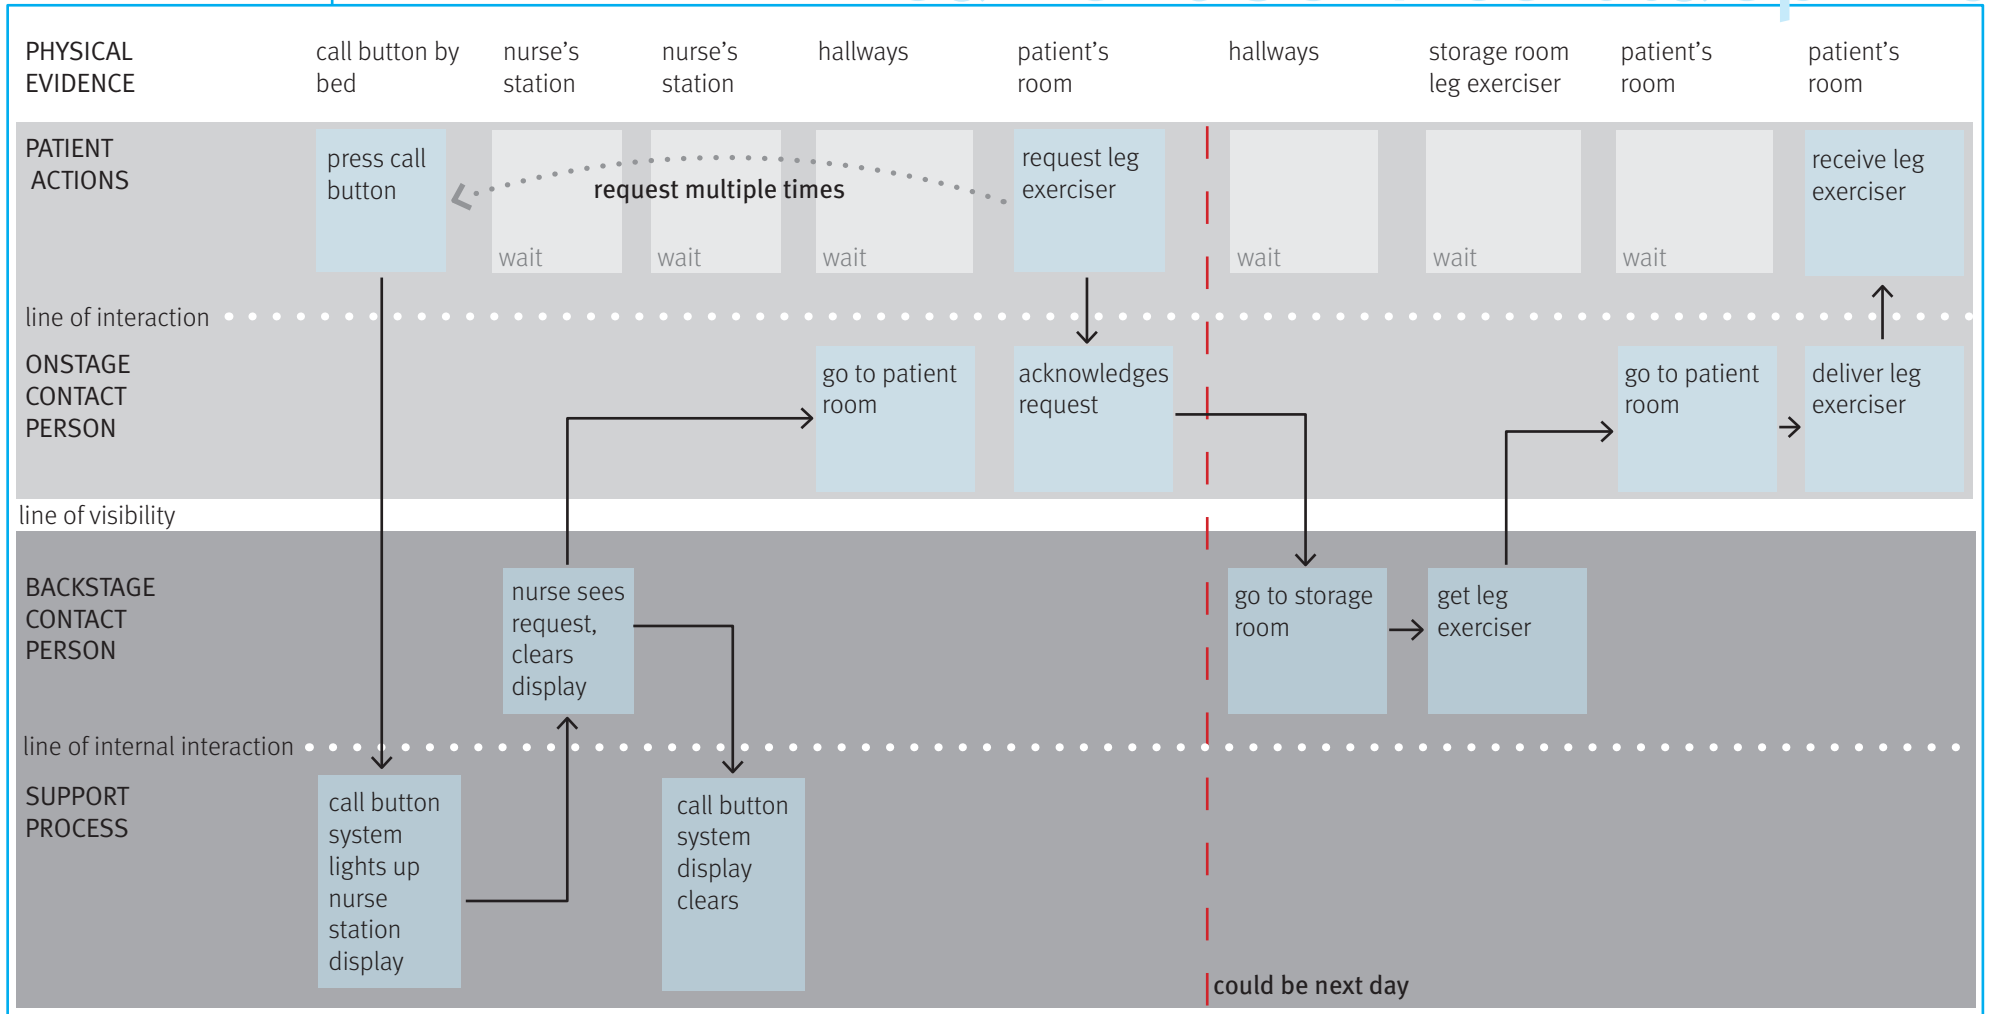 PHYSICAL
EVIDENCE
call button by
bed
nurse's
station
nurse's
station
hallways
patient's
room
hallways
storage room
leg exerciser
patient's
room
patient's
room
PATIENT
ACTIONS
press call
button
wait
wait
wait
request multiple times
request leg
exerciser
wait
wait
wait
receive leg
exerciser
line of interaction
ONSTAGE
CONTACT
PERSON
go to patient
room
acknowledges
request
go to patient
room
deliver leg
exerciser
line of visibility
BACKSTAGE
CONTACT
PERSON
nurse sees
request,
clears
display
go to storage
room
get leg
exerciser
line of internal interaction
SUPPORT
PROCESS
call button
system
lights up
nurse
station
display
call button
system
display
clears
could be next day